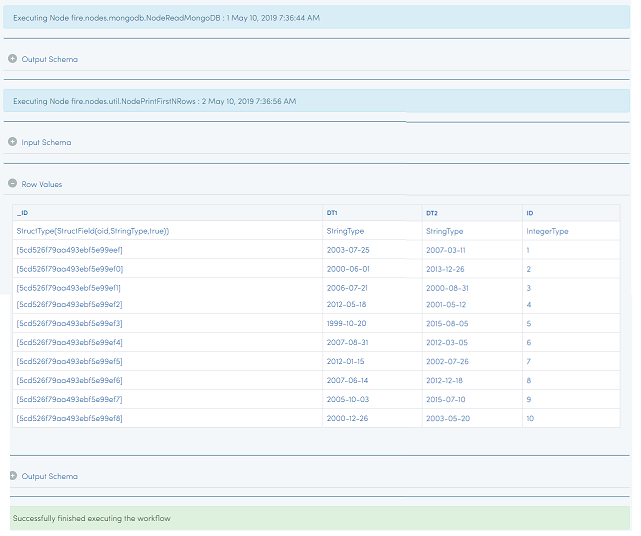 Executing Node fire.nodes.mongodb.NodeReadMongoDB : 1 May 10, 2019 7:36:44 AM
Output Schema
Executing Node fire.nodes.util.NodePrintFirstNRows : 2 May 10, 2019 7:36:56 AM
Input Schema
Row Values
_ID DT1 DT2 ID
StructType(StructField(oid,StringType,true)) StringType StringType IntegerType
[5cd526f79aa493ebf5e99eef] 2003-07-25 2007-03-11 1
[5cd526f79aa493ebf5e99ef0] 2000-06-01 2013-12-26 2
[5cd526f79aa493ebf5e99ef1] 2006-07-21 2000-08-31 3
[5cd526f79aa493ebf5e99ef2] 2012-05-18 2001-05-12 4
[5cd526f79aa493ebf5e99ef3] 1999-10-20 2015-08-05 5
[5cd526f79aa493ebf5e99ef4] 2007-08-31 2012-03-05 6
[5cd526f79aa493ebf5e99ef5] 2012-01-15 2002-07-26 7
[5cd526f79aa493ebf5e99ef6] 2007-06-14 2012-12-18 8
[5cd526f79aa493ebf5e99ef7] 2005-10-03 2015-07-10 9
[5cd526f79aa493ebf5e99ef8] 2000-12-26 2003-05-20 10
Output Schema
Successfully finished executing the workflow